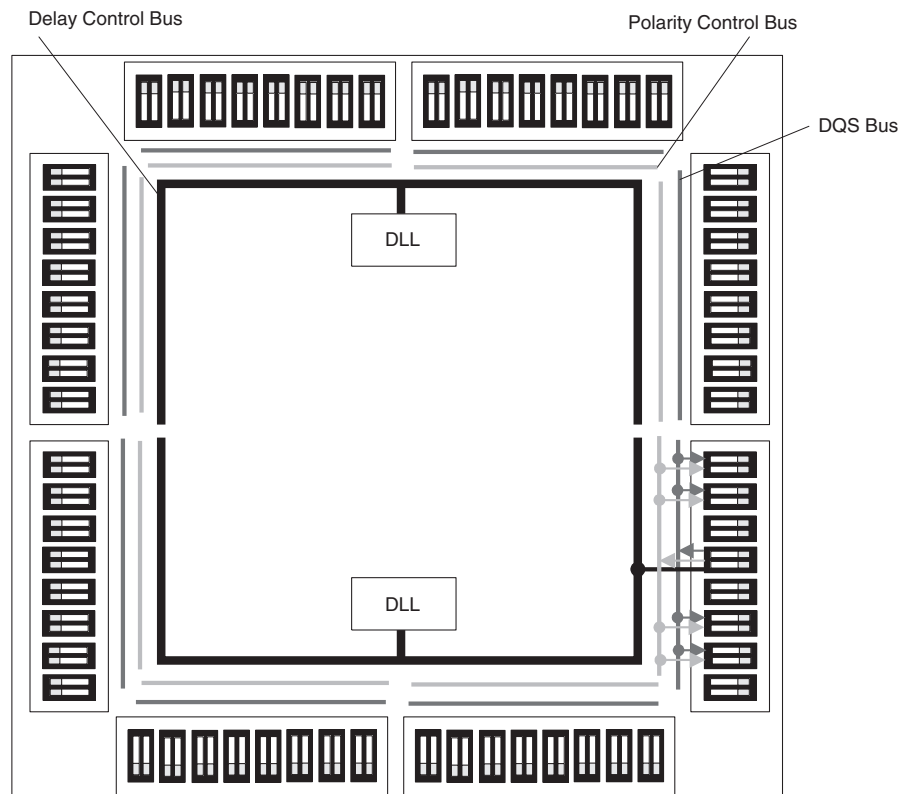 Delay Control Bus
Polarity Control Bus
DQS Bus
DLL
DLL